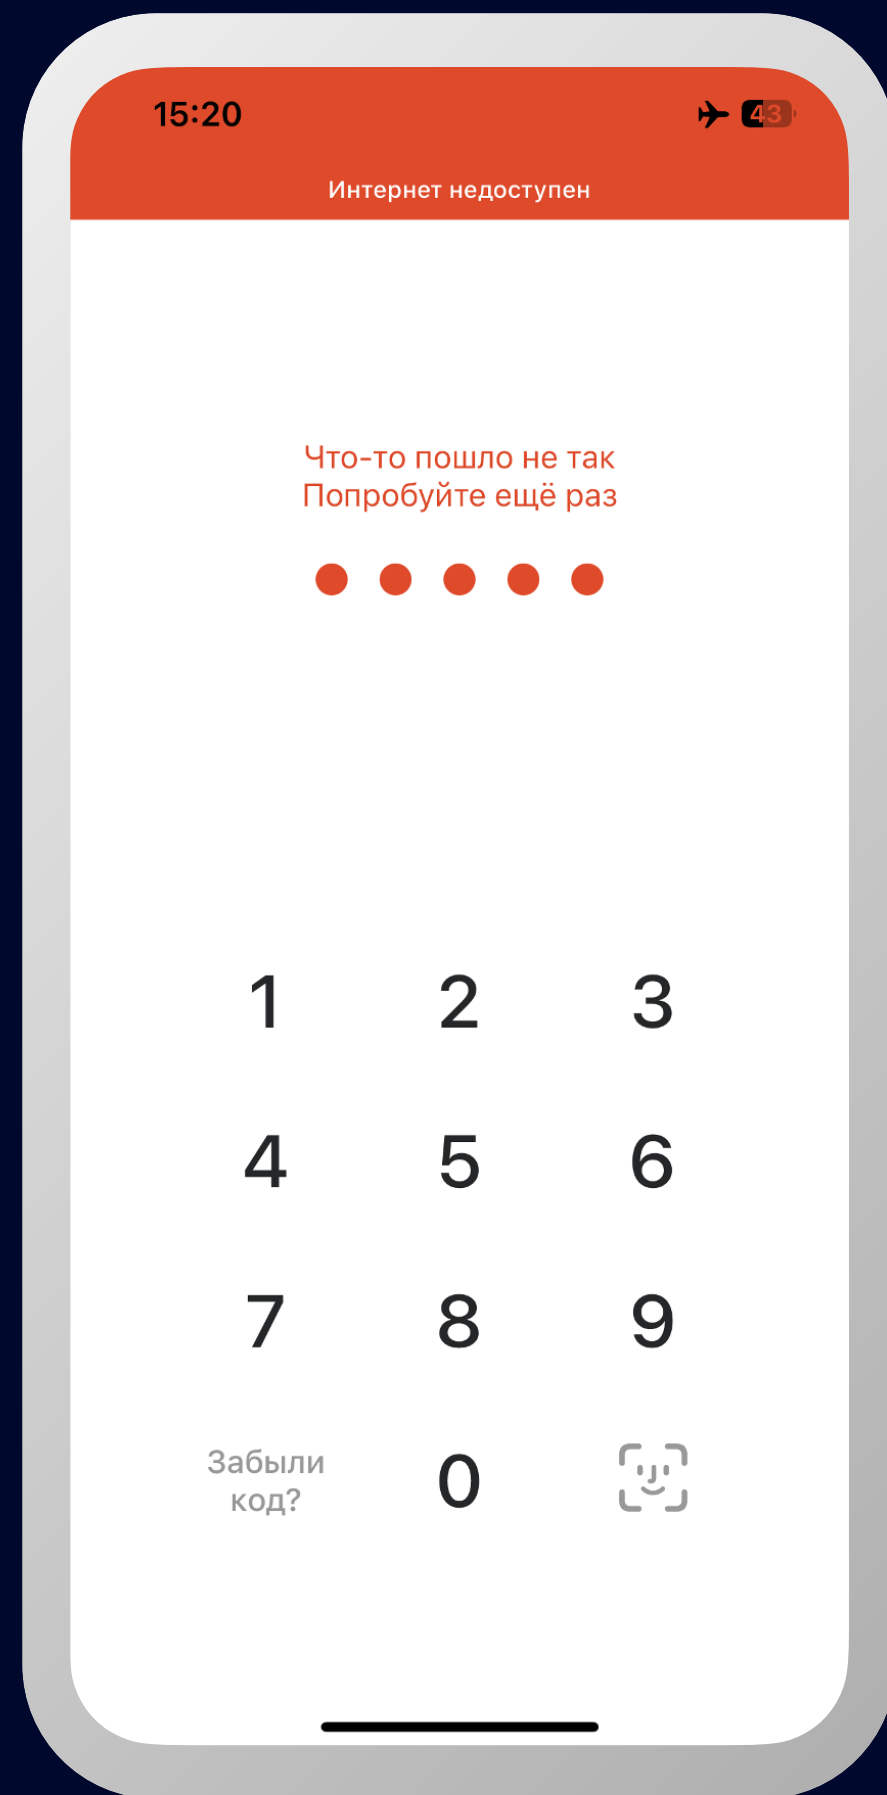 15:20
43
Интернет недоступен
Что-то пошло не так
Попробуйте ещё раз
1 2 3
4 5 6
7 8 9
Забыли
код?
0